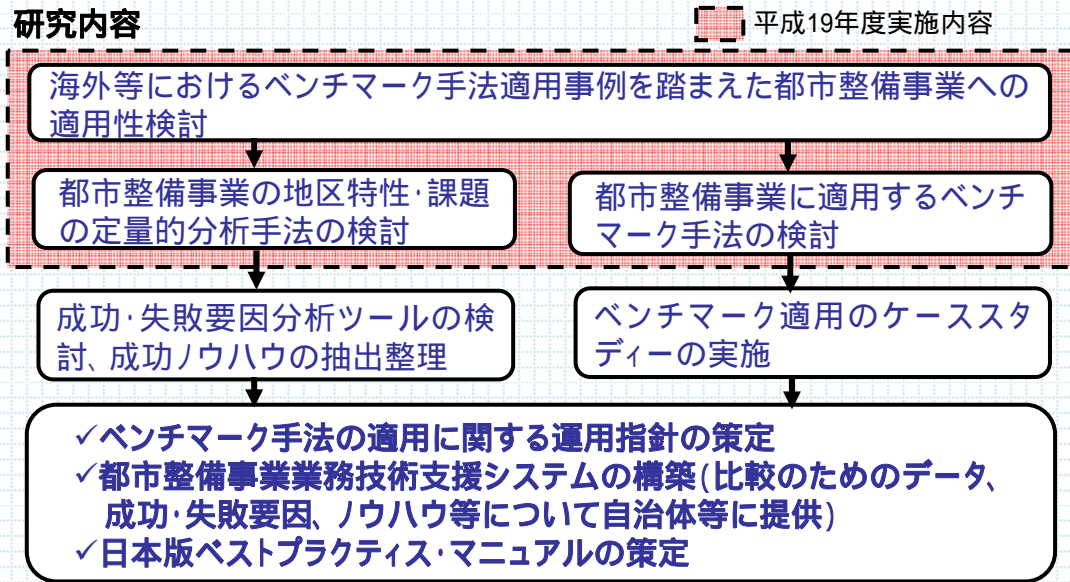 研究内容
平成19年度実施内容
海外等におけるベンチマーク手法適用事例を踏まえた都市整備事業への
適用性検討
都市整備事業の地区特性・課題
の定量的分析手法の検討
都市整備事業に適用するベンチ
マーク手法の検討
成功・失敗要因分析ツールの検
討、成功ノウハウの抽出整理
ベンチマーク適用のケーススタ
ディーの実施
✓ベンチマーク手法の適用に関する運用指針の策定
✓都市整備事業業務技術支援システムの構築(比較のためのデータ、
成功・失敗要因、ノウハウ等について自治体等に提供)
✓日本版ベストプラクティス・マニュアルの策定